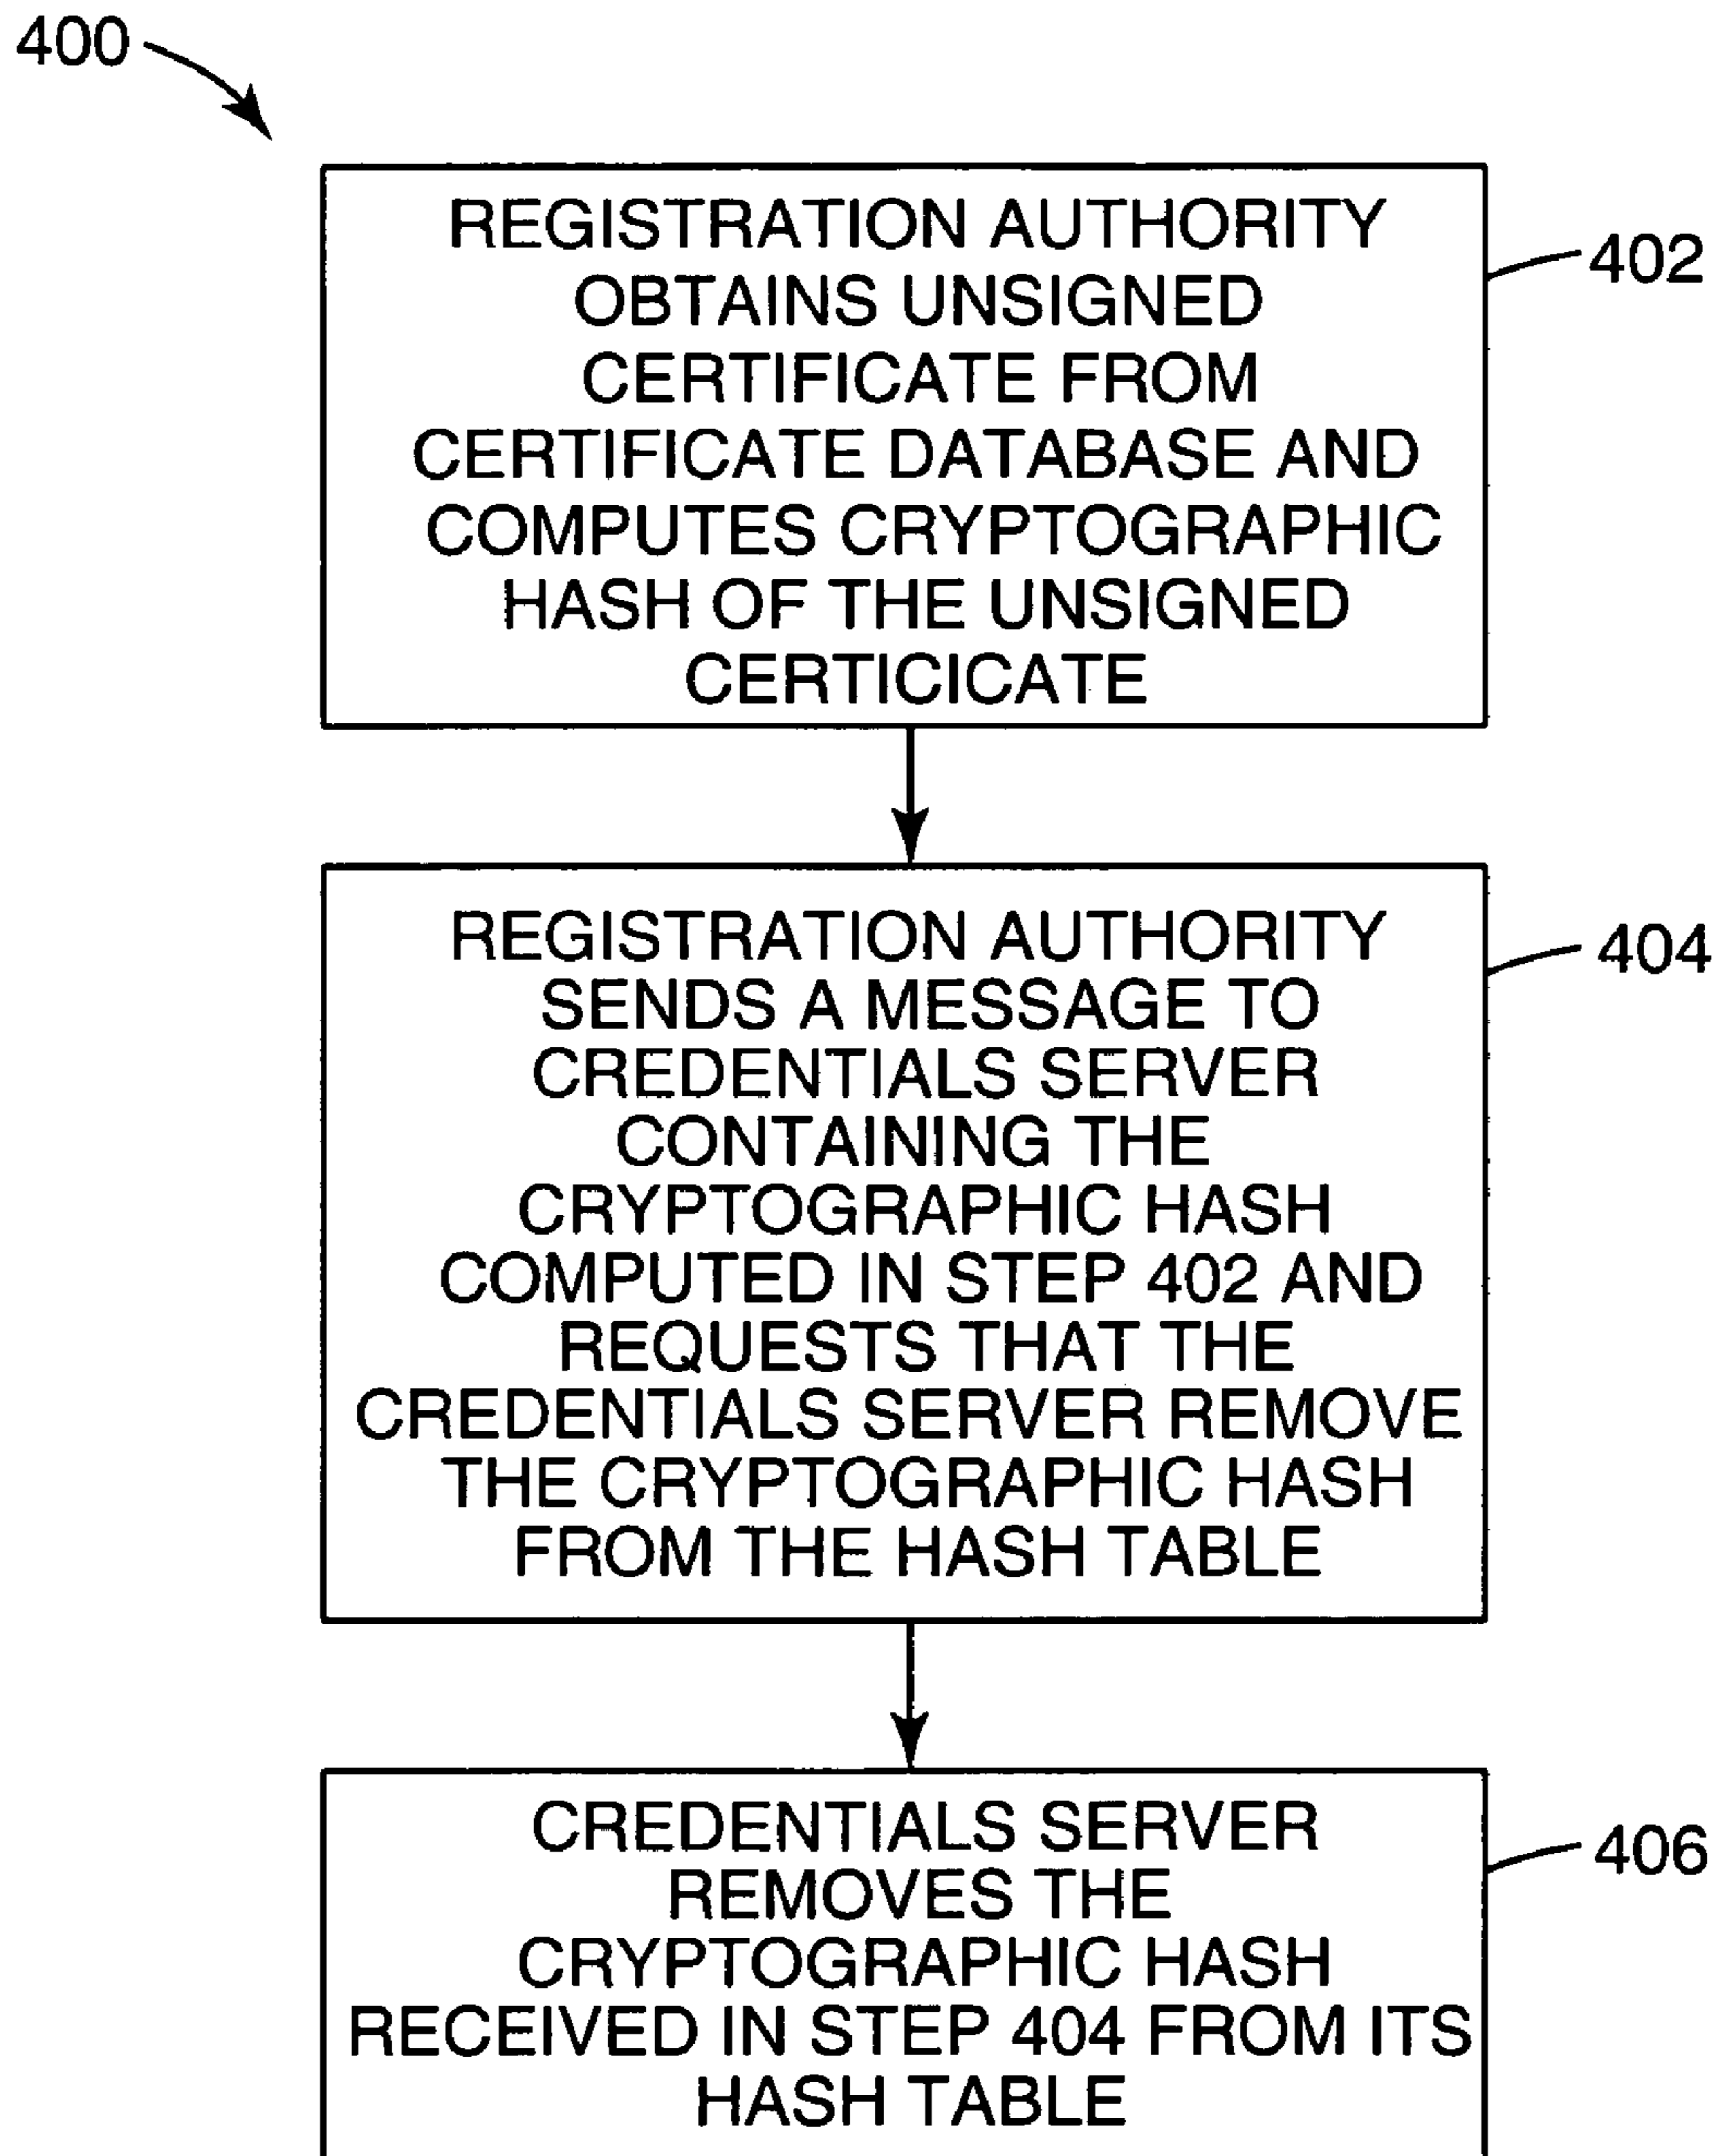 400
REGISTRATION AUTHORITY
OBTAINS UNSIGNED
CERTIFICATE FROM
CERTIFICATE DATABASE AND
COMPUTES CRYPTOGRAPHIC
HASH OF THE UNSIGNED
CERTICICATE
402
REGISTRATION AUTHORITY
SENDS A MESSAGE TO
CREDENTIALS SERVER
CONTAINING THE
CRYPTOGRAPHIC HASH
COMPUTED IN STEP 402 AND
REQUESTS THAT THE
CREDENTIALS SERVER REMOVE
THE CRYPTOGRAPHIC HASH
FROM THE HASH TABLE
404
CREDENTIALS SERVER
REMOVES THE
CRYPTOGRAPHIC HASH
RECEIVED IN STEP 404 FROM ITS
HASH TABLE
406